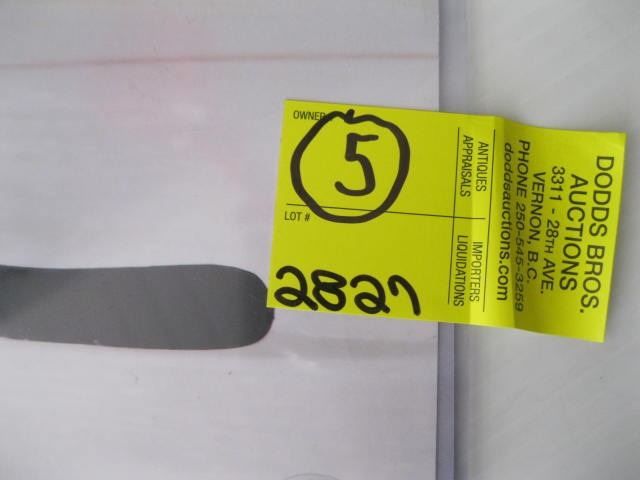 DODDS BROS.
AUCTIONS
3311 - 28TH AVE.
VERNON, B.C.
PHONE 250-545-3259
doddsauctions.com
ANTIQUES
APPRAISALS
IMPORTERS
LIQUIDATIONS
OWNER
5
LOT #
2827